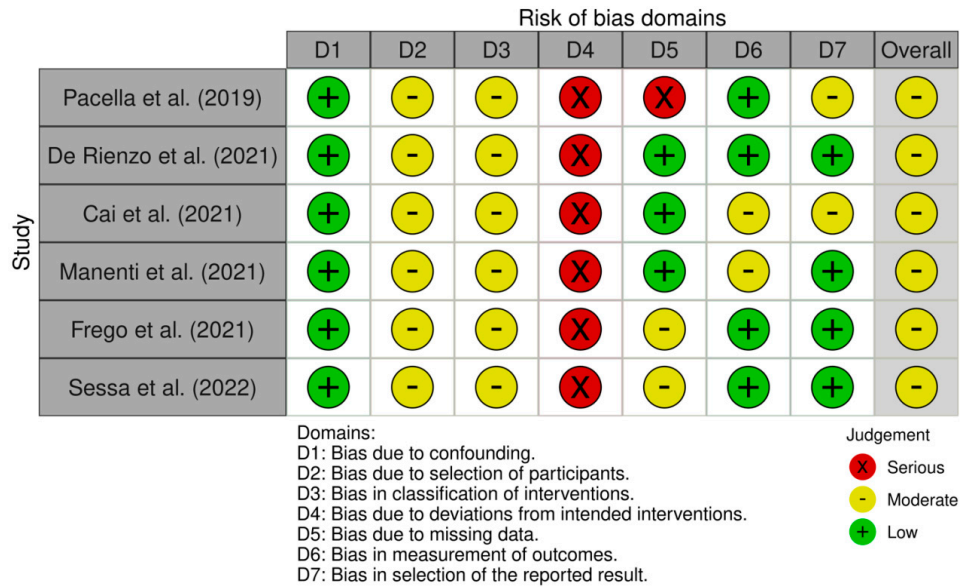 Risk of bias domains
D1 D2 D3 D4 D5 D6 D7 Overall
Study
Pacella et al. (2019) + - - X X + - -
De Rienzo et al. (2021) + - - X + + + -
Cai et al. (2021) + - - X + - - -
Manenti et al. (2021) + - - X + - + -
Frego et al. (2021) + - - X - + + -
Sessa et al. (2022) + - - X - + + -
Domains:
D1: Bias due to confounding.
D2: Bias due to selection of participants.
D3: Bias in classification of interventions.
D4: Bias due to deviations from intended interventions.
D5: Bias due to missing data.
D6: Bias in measurement of outcomes.
D7: Bias in selection of the reported result.
Judgement
X Serious
- Moderate
+ Low